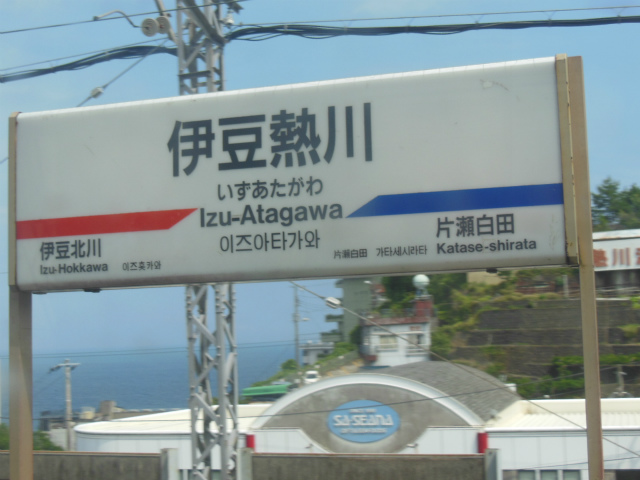 伊豆熱川
いずあたがわ
Izu-Atagawa
이즈아타가와
伊豆北川
Izu-Hokkawa 이즈홋카와
片瀬白田
片瀬白田 가타세시라타 Katase-shirata
熱川